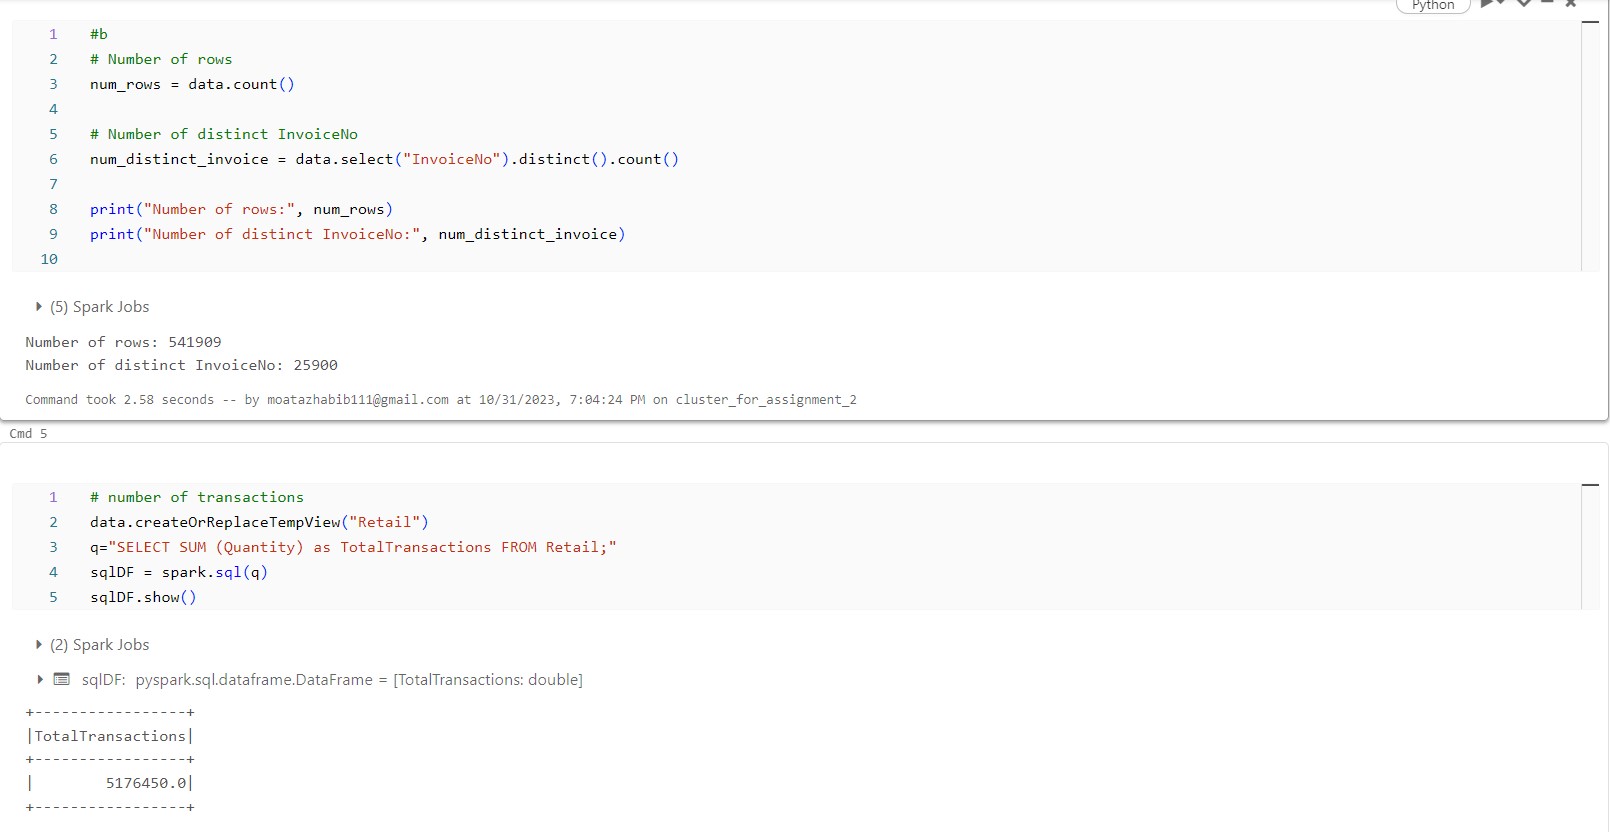 Python
1 #b
2 # Number of rows
3 num_rows = data.count()
4
5 # Number of distinct InvoiceNo
6 num_distinct_invoice = data.select("InvoiceNo").distinct().count()
7
8 print("Number of rows:", num_rows)
9 print("Number of distinct InvoiceNo:", num_distinct_invoice)
10
(5) Spark Jobs
Number of rows: 541909
Number of distinct InvoiceNo: 25900
Command took 2.58 seconds -- by moatazhabib111@gmail.com at 10/31/2023, 7:04:24 PM on cluster_for_assignment_2
Cmd 5
1 # number of transactions
2 data.createOrReplaceTempView("Retail")
3 q="SELECT SUM (Quantity) as TotalTransactions FROM Retail;"
4 sqlDF = spark.sql(q)
5 sqlDF.show()
(2) Spark Jobs
sqlDF: pyspark.sql.dataframe.DataFrame = [TotalTransactions: double]
+-----------------+
|TotalTransactions|
+-----------------+
|        5176450.0|
+-----------------+